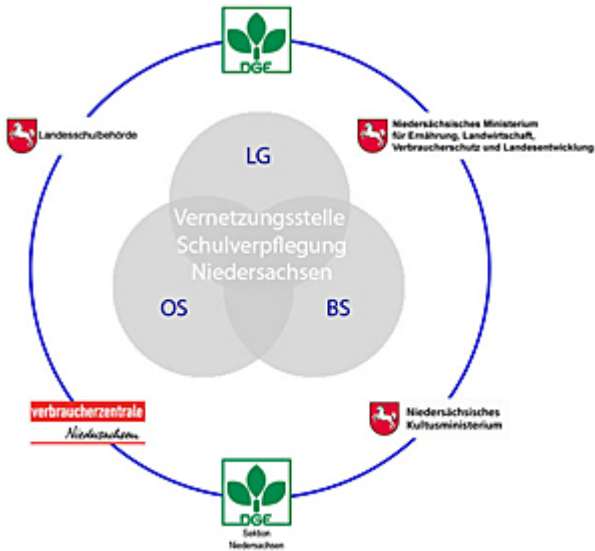 DGE
Landesschulbehörde
Niedersächsisches Ministerium
für Ernährung, Landwirtschaft,
Verbraucherschutz und Landesentwicklung
LG
Vernetzungsstelle
Schulverpflegung
Niedersachsen
OS
BS
verbraucherzentrale
Niedersachsen
Niedersächsisches
Kultusministerium
DGE
Sektion
Niedersachsen